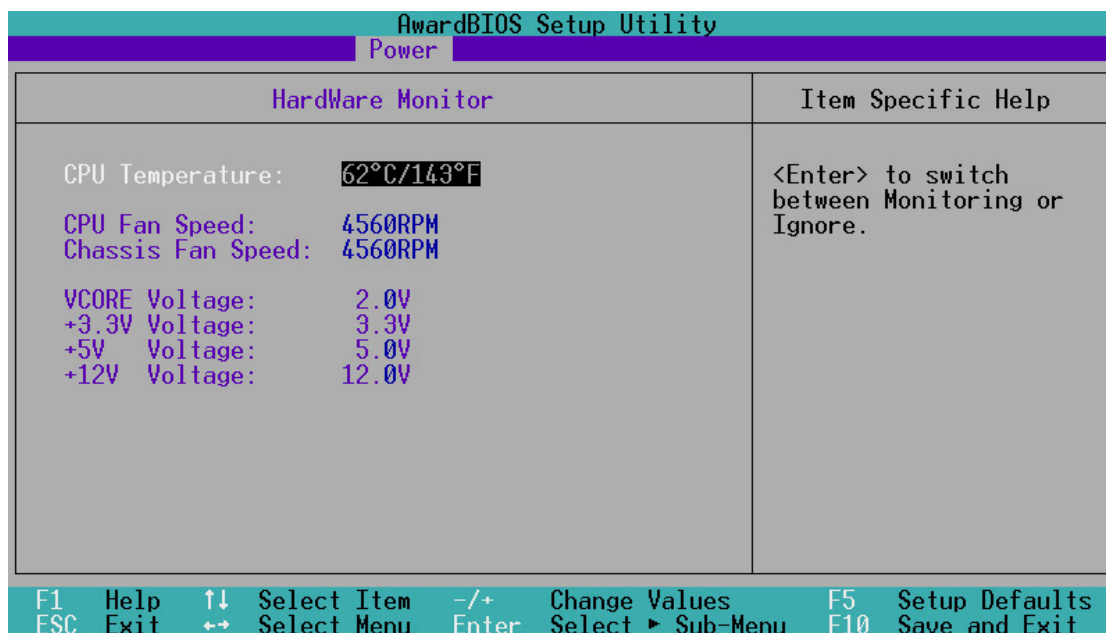 AwardBIOS Setup Utility
Power
HardWare Monitor
Item Specific Help
CPU Temperature: 62°C/143°F
CPU Fan Speed: 4560RPM
Chassis Fan Speed: 4560RPM
VCORE Voltage: 2.0V
+3.3V Voltage: 3.3V
+5V Voltage: 5.0V
+12V Voltage: 12.0V
<Enter> to switch
between Monitoring or
Ignore.
F1 Help ↑↓ Select Item -/+ Change Values F5 Setup Defaults
ESC Exit ←→ Select Menu Enter Select ► Sub-Menu F10 Save and Exit